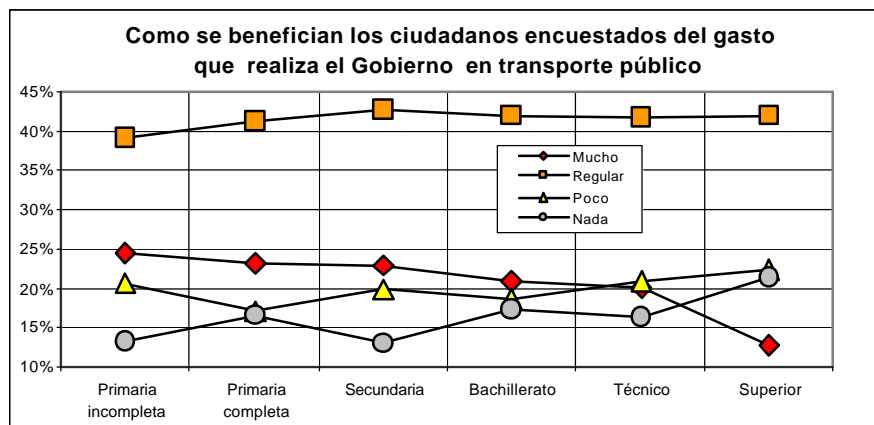 Como se benefician los ciudadanos encuestados del gasto
que realiza el Gobierno en transporte público
45%
40%
35%
30%
25%
20%
15%
10%
Mucho
Regular
Poco
Nada
Primaria
incompleta
Primaria
completa
Secundaria
Bachillerato
Técnico
Superior